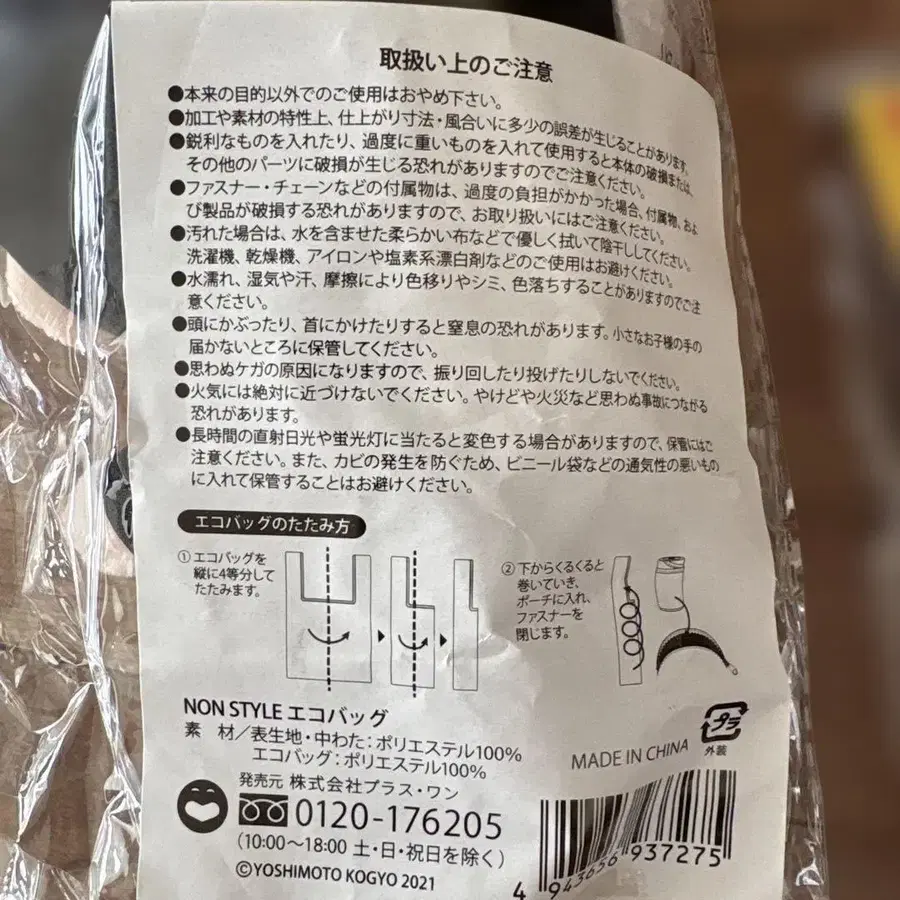 取扱い上のご注意
●本来の目的以外でのご使用はおやめ下さい。
●加工や素材の特性上、仕上がり寸法・風合いに多少の誤差が生じることがあります。
●鋭利なものを入れたり、過度に重いものを入れて使用すると本体の破損または、
その他のパーツに破損が生じる恐れがありますのでご注意ください。
●ファスナー・チェーンなどの付属物は、過度の負担がかかった場合、付属物、およ
び製品が破損する恐れがありますので、お取り扱いにはご注意ください。
●汚れた場合は、水を含ませた柔らかい布などで優しく拭いて陰干ししてください。
洗濯機、乾燥機、アイロンや塩素系漂白剤などのご使用はお避けください。
●水濡れ、湿気や汗、摩擦により色移りやシミ、色落ちすることがありますのでご注
意ください。
●頭にかぶったり、首にかけたりすると窒息の恐れがあります。小さなお子様の手の
届かないところに保管してください。
●思わぬケガの原因になりますので、振り回したり投げたりしないでください。
●火気には絶対に近づけないでください。やけどや火災など思わぬ事故につながる
恐れがあります。
●長時間の直射日光や蛍光灯に当たると変色する場合がありますので、保管にはご
注意ください。また、カビの発生を防ぐため、ビニール袋などの通気性の悪いもの
に入れて保管することはお避けください。
エコバッグのたたみ方
①エコバッグを
縦に4等分して
たたみます。
②下からくるくると
巻いていき、
ポーチに入れ、
ファスナーを
閉じます。
NON STYLE エコバッグ
素 材/表生地・中わた:ポリエステル100%
エコバッグ:ポリエステル100%
MADE IN CHINA
プラ
外装
発売元 株式会社プラス・ワン
0120-176205
(10:00〜18:00 土・日・祝日を除く)
©YOSHIMOTO KOGYO 2021
4 943656 937275